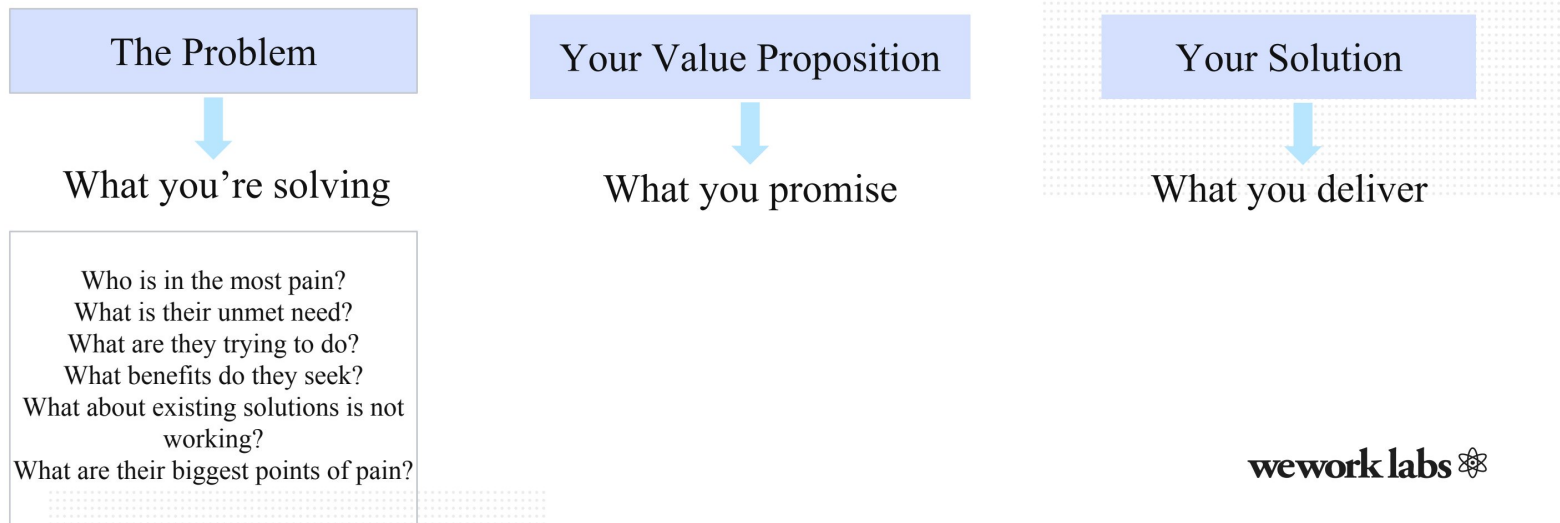 The Problem
Your Value Proposition
Your Solution
What you’re solving
What you promise
What you deliver
Who is in the most pain?
What is their unmet need?
What are they trying to do?
What benefits do they seek?
What about existing solutions is not
working?
What are their biggest points of pain?
wework labs